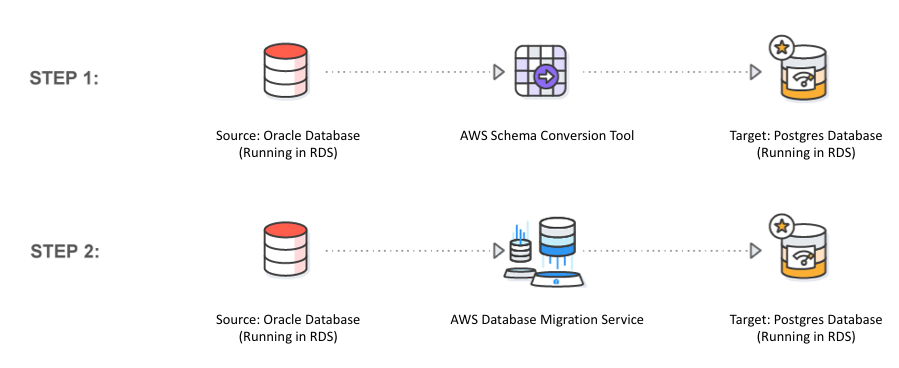 STEP 1:
Source: Oracle Database
(Running in RDS)
AWS Schema Conversion Tool
Target: Postgres Database
(Running in RDS)
STEP 2:
Source: Oracle Database
(Running in RDS)
AWS Database Migration Service
Target: Postgres Database
(Running in RDS)